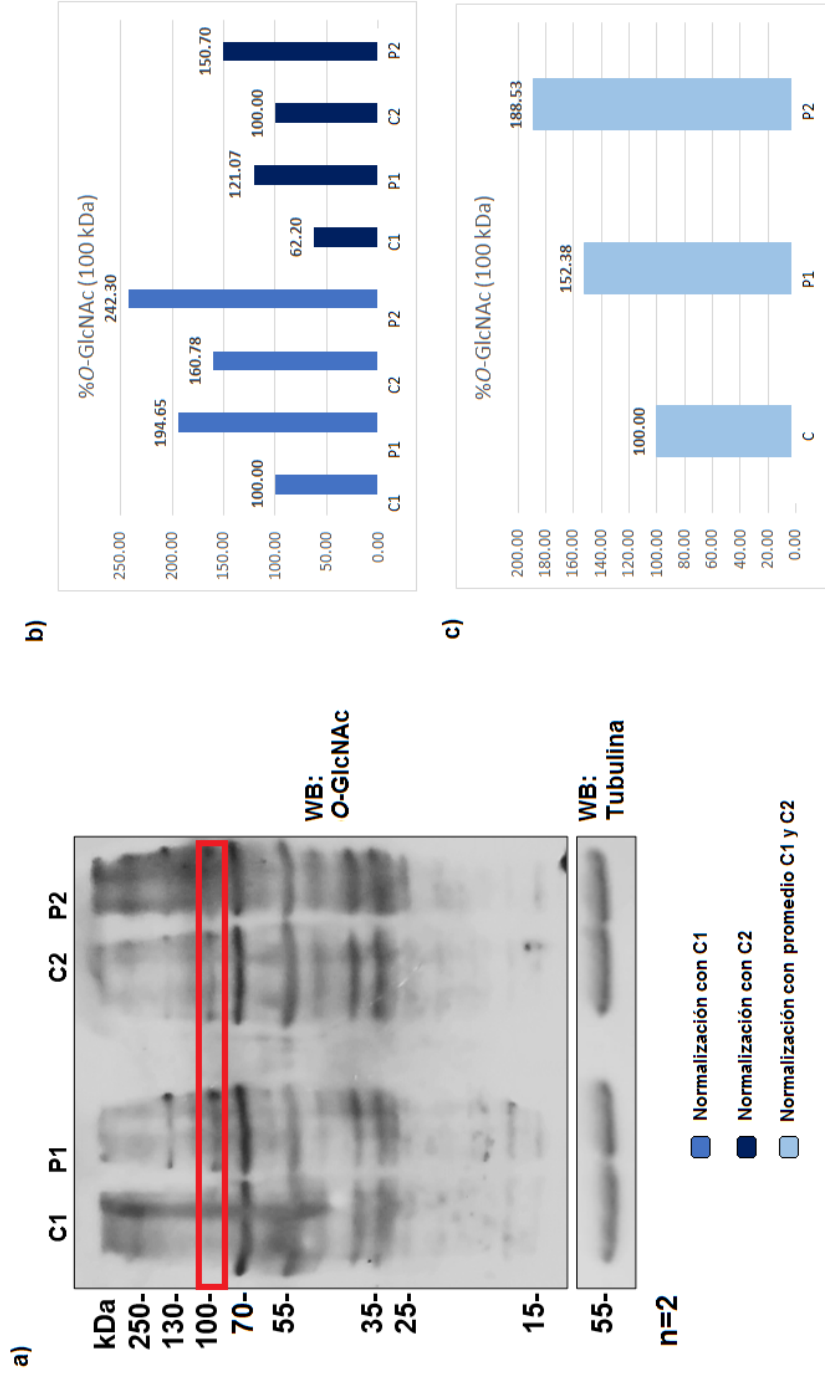 a)
C1 P1 C2 P2
kDa
250-
130-
100-
70-
55-
35-
25-
15-
WB:
O-GlcNAc
55-
WB:
Tubulina
n=2
Normalización con C1
Normalización con C2
Normalización con promedio C1 y C2
b)
%O-GlcNAc (100 kDa)
250.00
200.00
150.00
100.00
50.00
0.00
100.00 194.65 160.78 242.30 62.20 121.07 100.00 150.70
C1 P1 C2 P2 C1 P1 C2 P2
c)
%O-GlcNAc (100 kDa)
200.00
180.00
160.00
140.00
120.00
100.00
80.00
60.00
40.00
20.00
0.00
100.00 152.38 188.53
C P1 P2